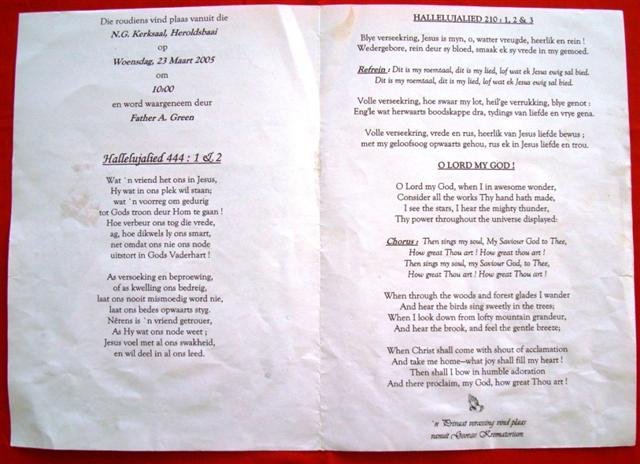 Die roudiens vind plaas vanuit die
N.G. Kerksaal, Heroldsbaai
op
Woensdag, 23 Maart 2005
om
10:00
en word waargeneem deur
Father A. Green
Hallelujalied 444 : 1 & 2
Wat `n vriend het ons in Jesus,
Hy wat in ons plek wil staan;
wat `n voorreg om gedurig
tot Gods troon deur Hom te gaan !
Hoe verbeur ons tog die vrede,
ag, hoe dikwels ly ons smart,
net omdat ons nie ons node
uitstort in Gods Vaderhart !
As versoeking en beproewing,
of as kwelling ons bedreig,
laat ons nooit mismoedig word nie,
laat ons bedes opwaarts styg.
Nêrens is `n vriend getrouer,
As Hy wat ons node weet ;
Jesus voel met al ons swakheid,
en wil deel in al ons leed.
HALLELUJALIED 210 : 1, 2 & 3
Blye versekring, Jesus is myn, o, watter vreugde, heerlik en rein !
Wedergebore, rein deur sy bloed, smaak ek sy vrede in my gemoed.
Refrein : Dit is my roemtaal, dit is my lied, lof wat ek Jesus ewig sal bied.
Dit is my roemtaal, dit is my lied, lof wat ek Jesus ewig sal bied.
Volle versekring, hoe swaar my lot, heil'ge verrukking, blye genot :
Eng'le wat herwaarts boodskappe dra, tydings van liefde en vrye gena.
Volle versekring, vrede en rus, heerlik van Jesus liefde bewus ;
met my geloofsoog opwaarts gehou, rus ek in Jesus liefde en trou.
O LORD MY GOD !
O Lord my God, when I in awesome wonder,
Consider all the works Thy hand hath made,
I see the stars, I hear the mighty thunder,
Thy power throughout the universe displayed:
Chorus : Then sings my soul, My Saviour God to Thee,
How great Thou art ! How great thou art !
Then sings my soul, my Saviour God, to Thee,
How great Thou art ! How great Thou art !
When through the woods and forest glades I wander
And hear the birds sing sweetly in the trees;
When I look down from lofty mountain grandeur,
And hear the brook, and feel the gentle breeze;
When Christ shall come with shout of acclamation
And take me home--what joy shall fill my heart !
Then shall I bow in humble adoration
And there proclaim, my God, how great Thou art !
`n Privaat verassing vind plaas
vanuit George Krematorium